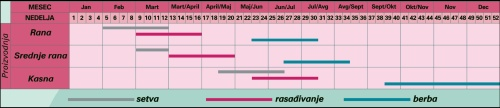 MESEC Jan Feb Mart Mart/April April/Maj Maj/Jun Jun/Jul Jul/Avg Avg/Sept Sept/Okt Okt/Nov Nov/Dec Dec
NEDELJA 1 2 3 4 5 6 7 8 9 10 11 12 13 14 15 16 17 18 19 20 21 22 23 24 25 26 27 28 29 30 31 32 33 34 35 36 37 38 39 40 41 42 43 44 45 46 47 48 49 50 51 52
Proizvodnja
Rana
Srednje rana
Kasna
setva rasađivanje berba